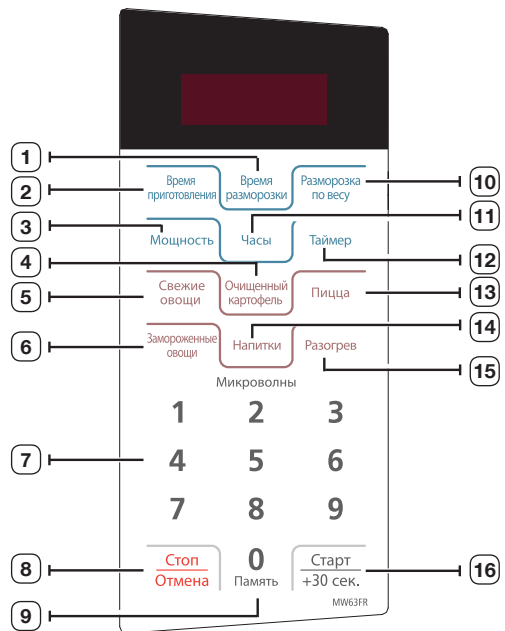 1
2
Время
приготовления
Время
разморозки
Разморозка
по весу
10
3
Мощность
Часы
Таймер
11
12
4
5
Свежие
овощи
Очищенный
картофель
Пицца
13
6
Замороженные
овощи
Напитки
Разогрев
14
15
Микроволны
1 2 3
7
4 5 6
7 8 9
8
Стоп
Отмена
0
Память
Старт
+30 сек.
16
9
MW63FR